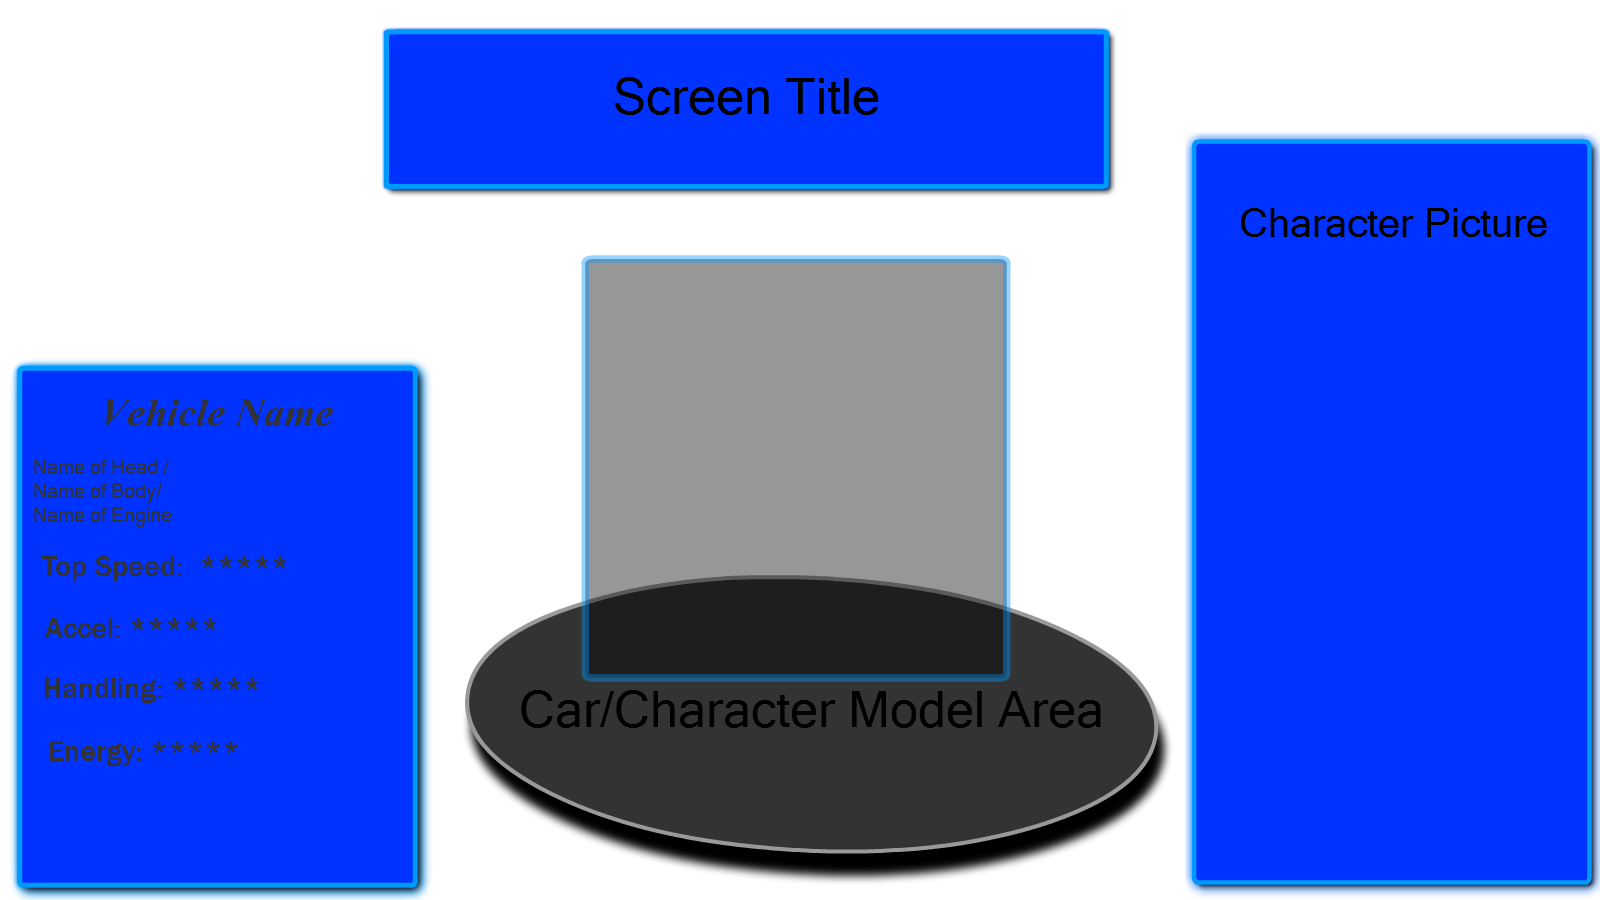 Screen Title
Character Picture
Vehicle Name
Name of Head /
Name of Body/
Name of Engine
Top Speed: *****
Accel: *****
Handling: *****
Energy: *****
Car/Character Model Area